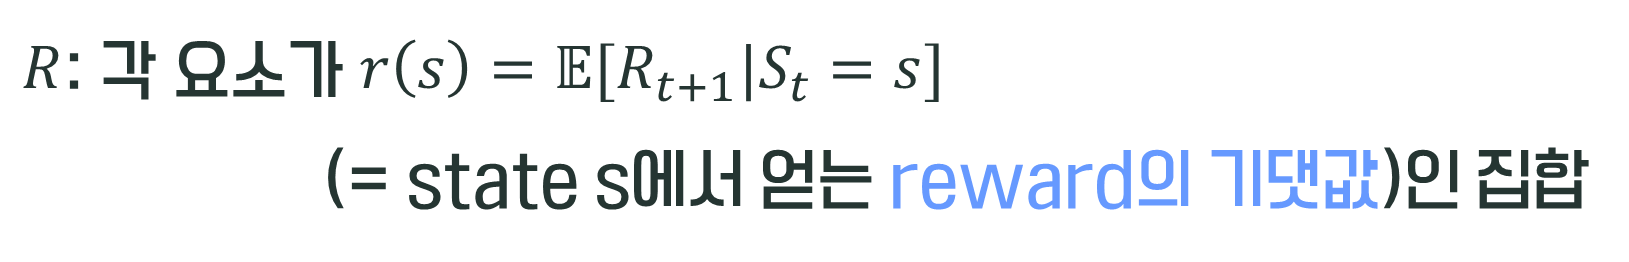 R: 각 요소가 r(s) = 𝔼[R_{t+1}|S_t = s]
(= state s에서 얻는 reward의 기댓값)인 집합